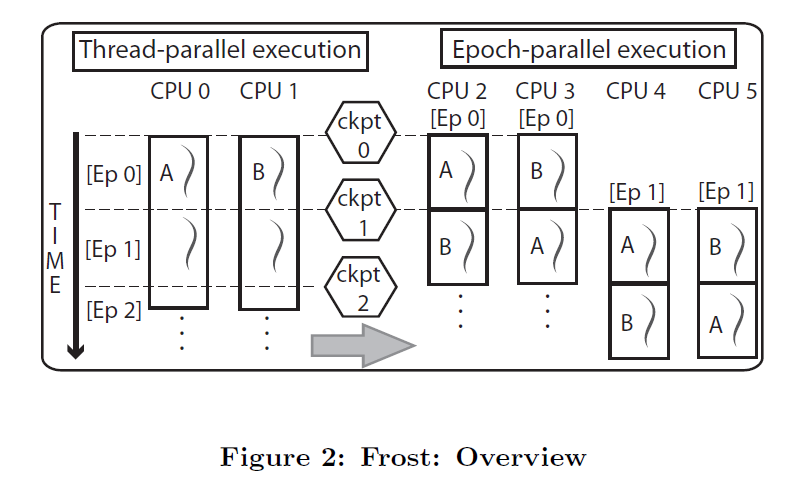 Thread-parallel execution
Epoch-parallel execution
CPU 0 CPU 1
CPU 2 CPU 3 CPU 4 CPU 5
[Ep 0] [Ep 0]
ckpt
0
[Ep 0] A B
A B
[Ep 1] [Ep 1]
ckpt
1
TIME
[Ep 1]
B A A B
ckpt
2
[Ep 2]
B A
Figure 2: Frost: Overview